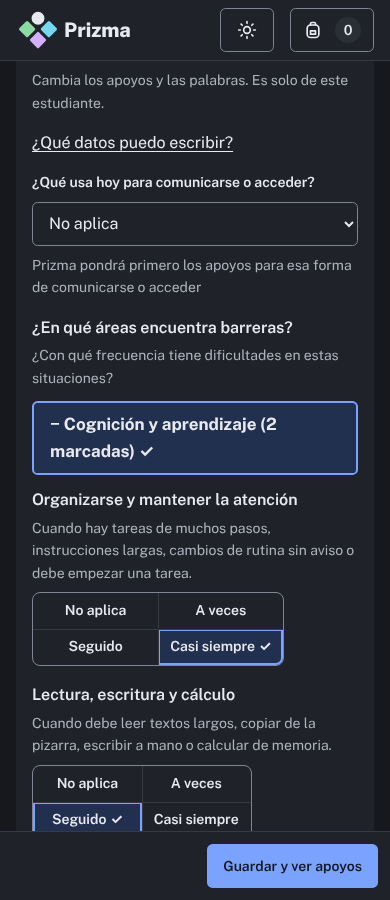 Prizma
0
Cambia los apoyos y las palabras. Es solo de este
estudiante.
¿Qué datos puedo escribir?
¿Qué usa hoy para comunicarse o acceder?
No aplica
Prizma pondrá primero los apoyos para esa forma
de comunicarse o acceder
¿En qué áreas encuentra barreras?
¿Con qué frecuencia tiene dificultades en estas
situaciones?
− Cognición y aprendizaje (2
marcadas) ✓
Organizarse y mantener la atención
Cuando hay tareas de muchos pasos,
instrucciones largas, cambios de rutina sin aviso o
debe empezar una tarea.
No aplica A veces
Seguido Casi siempre ✓
Lectura, escritura y cálculo
Cuando debe leer textos largos, copiar de la
pizarra, escribir a mano o calcular de memoria.
No aplica A veces
Seguido ✓ Casi siempre
Guardar y ver apoyos